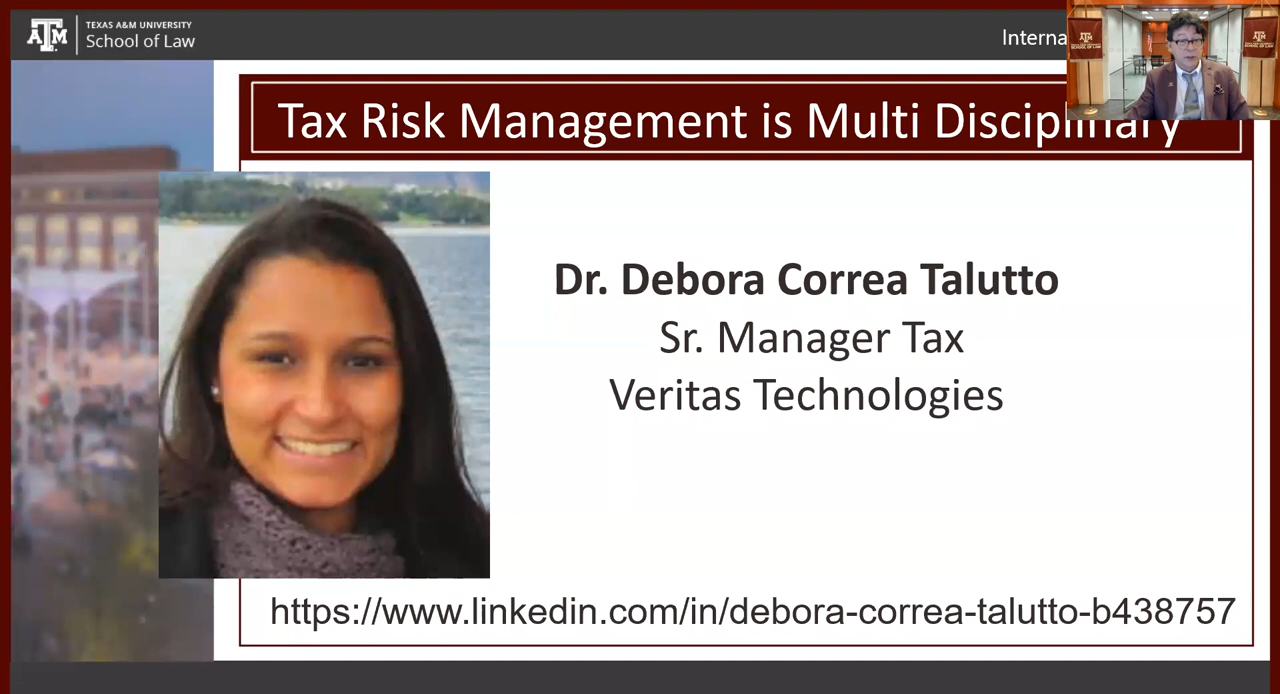 TEXAS A&M UNIVERSITY
School of Law
Interna
Tax Risk Management is Multi Disciplinary
Dr. Debora Correa Talutto
Sr. Manager Tax
Veritas Technologies
https://www.linkedin.com/in/debora-correa-talutto-b438757